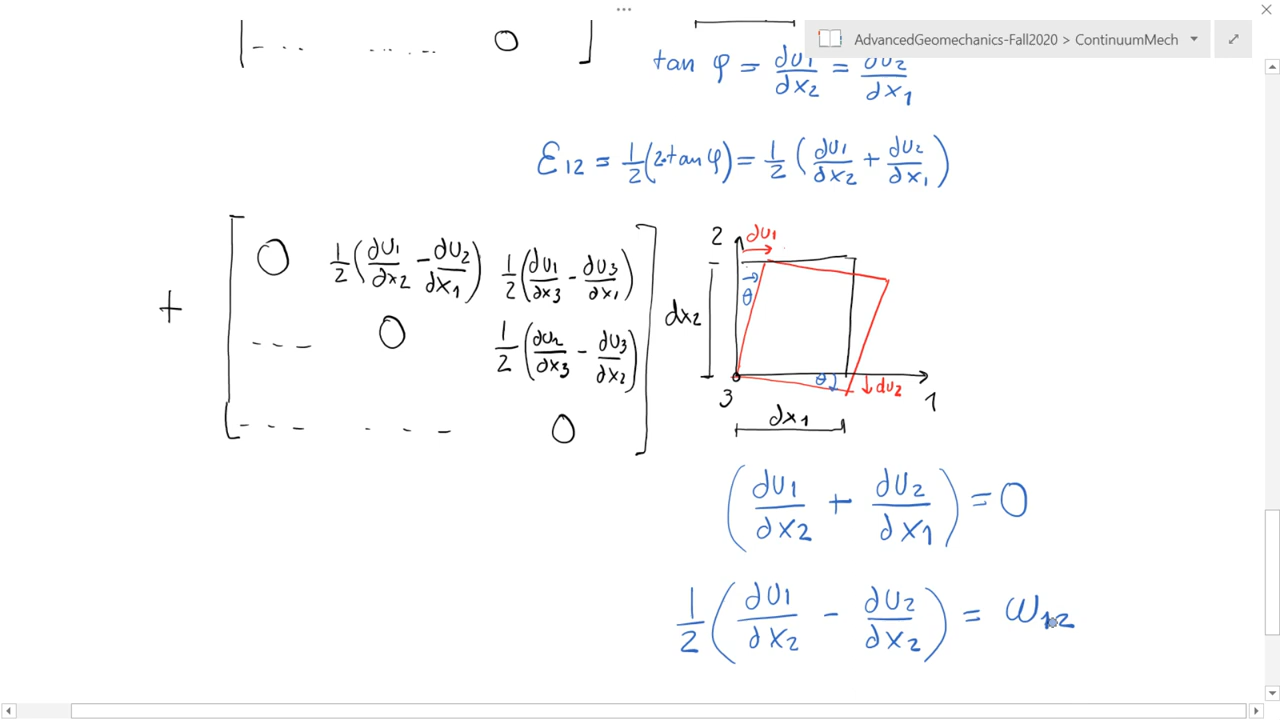 [ - - - - - - - 0 ]
AdvancedGeomechanics-Fall2020 > ContinuumMech
tan φ = ∂u1/∂x2 = ∂u2/∂x1
ε12 = 1/2 (2·tan φ) = 1/2 (∂u1/∂x2 + ∂u2/∂x1)
+ [ 0 1/2 (∂u1/∂x2 - ∂u2/∂x1) 1/2 (∂u1/∂x3 - ∂u3/∂x1)
- - - 0 1/2 (∂u2/∂x3 - ∂u3/∂x2)
- - - - - - - 0 ]
2 ∂u1
θ
dx2
θ ∂u2
3 1
dx1
(∂u1/∂x2 + ∂u2/∂x1) = 0
1/2 (∂u1/∂x2 - ∂u2/∂x2) = ω12